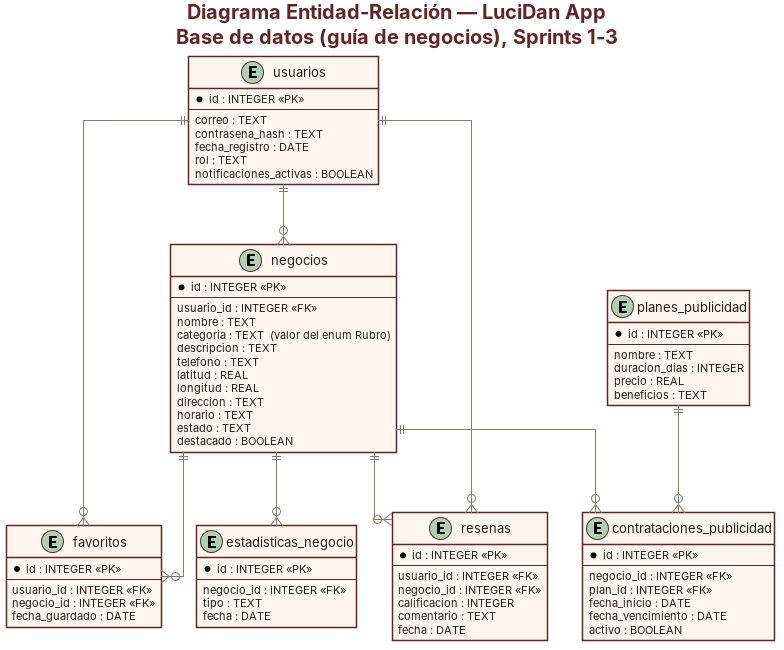 Diagrama Entidad-Relación — LuciDan App
Base de datos (guía de negocios), Sprints 1-3
E usuarios
id : INTEGER «PK»
correo : TEXT
contrasena_hash : TEXT
fecha_registro : DATE
rol : TEXT
notificaciones_activas : BOOLEAN
E negocios
id : INTEGER «PK»
usuario_id : INTEGER «FK»
nombre : TEXT
categoria : TEXT (valor del enum Rubro)
descripcion : TEXT
telefono : TEXT
latitud : REAL
longitud : REAL
direccion : TEXT
horario : TEXT
estado : TEXT
destacado : BOOLEAN
E planes_publicidad
id : INTEGER «PK»
nombre : TEXT
duracion_dias : INTEGER
precio : REAL
beneficios : TEXT
E favoritos
id : INTEGER «PK»
usuario_id : INTEGER «FK»
negocio_id : INTEGER «FK»
fecha_guardado : DATE
E estadisticas_negocio
id : INTEGER «PK»
negocio_id : INTEGER «FK»
tipo : TEXT
fecha : DATE
E resenas
id : INTEGER «PK»
usuario_id : INTEGER «FK»
negocio_id : INTEGER «FK»
calificacion : INTEGER
comentario : TEXT
fecha : DATE
E contrataciones_publicidad
id : INTEGER «PK»
negocio_id : INTEGER «FK»
plan_id : INTEGER «FK»
fecha_inicio : DATE
fecha_vencimiento : DATE
activo : BOOLEAN